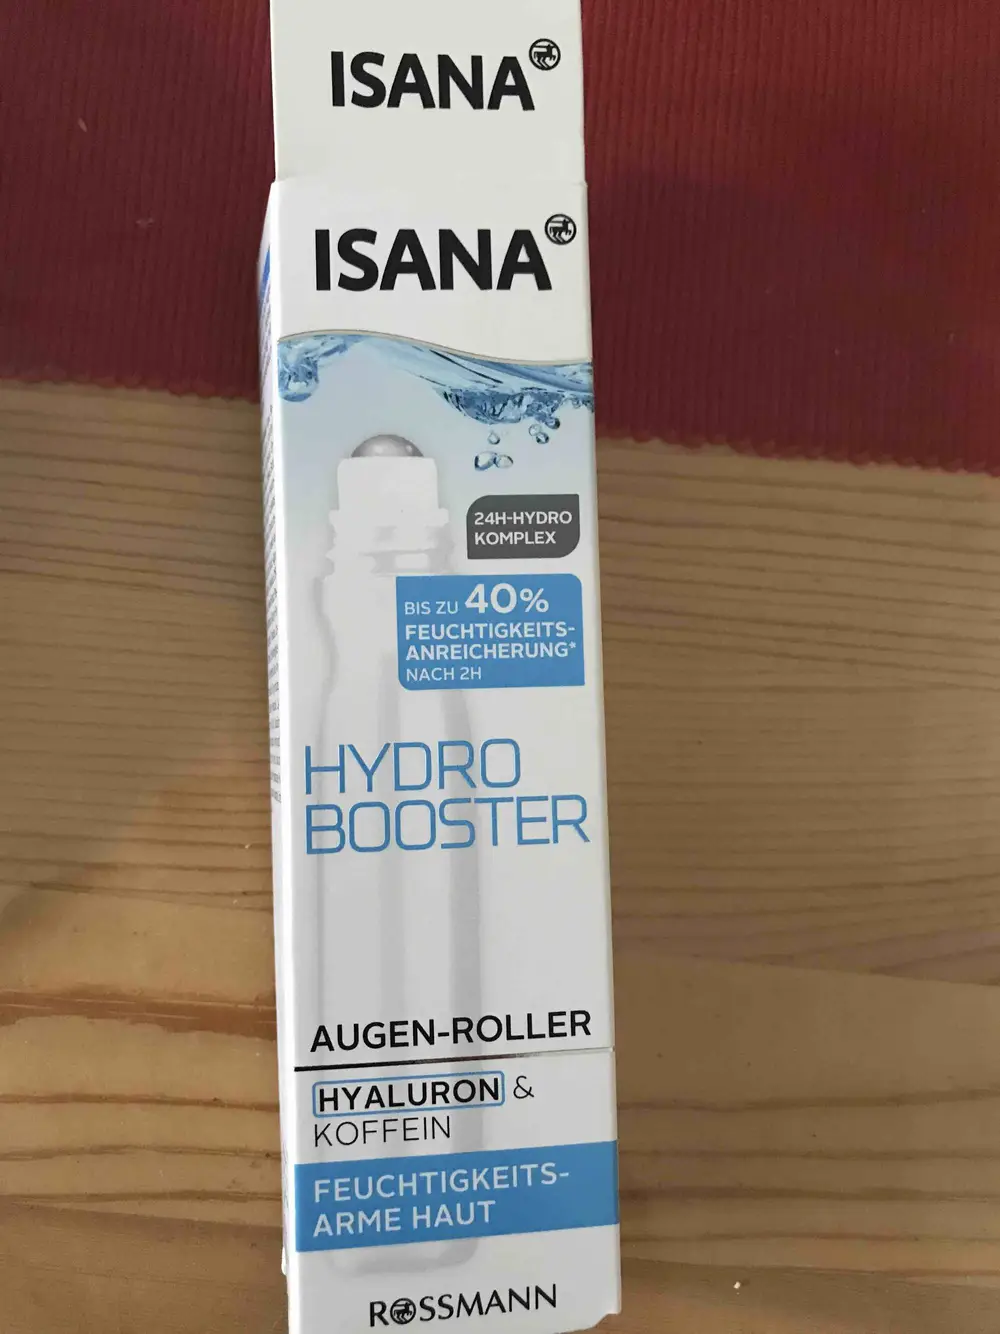 ISANA
ISANA
24H-HYDRO
KOMPLEX
BIS ZU 40%
FEUCHTIGKEITS-
ANREICHERUNG*
NACH 2H
HYDRO
BOOSTER
AUGEN-ROLLER
HYALURON &
KOFFEIN
FEUCHTIGKEITS-
ARME HAUT
ROSSMANN